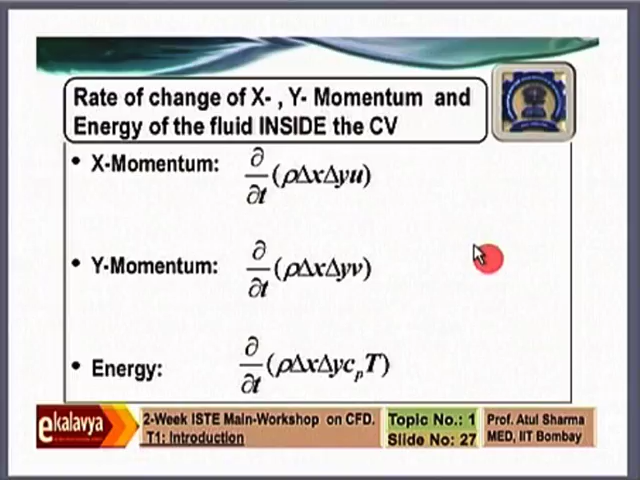 Rate of change of X- , Y- Momentum and
Energy of the fluid INSIDE the CV
• X-Momentum: ∂/∂t (ρΔxΔyu)
• Y-Momentum: ∂/∂t (ρΔxΔyv)
• Energy: ∂/∂t (ρΔxΔyc_pT)
ekalavya
2-Week ISTE Main-Workshop on CFD.
T1: Introduction
Topic No.: 1
Slide No: 27
Prof. Atul Sharma
MED, IIT Bombay